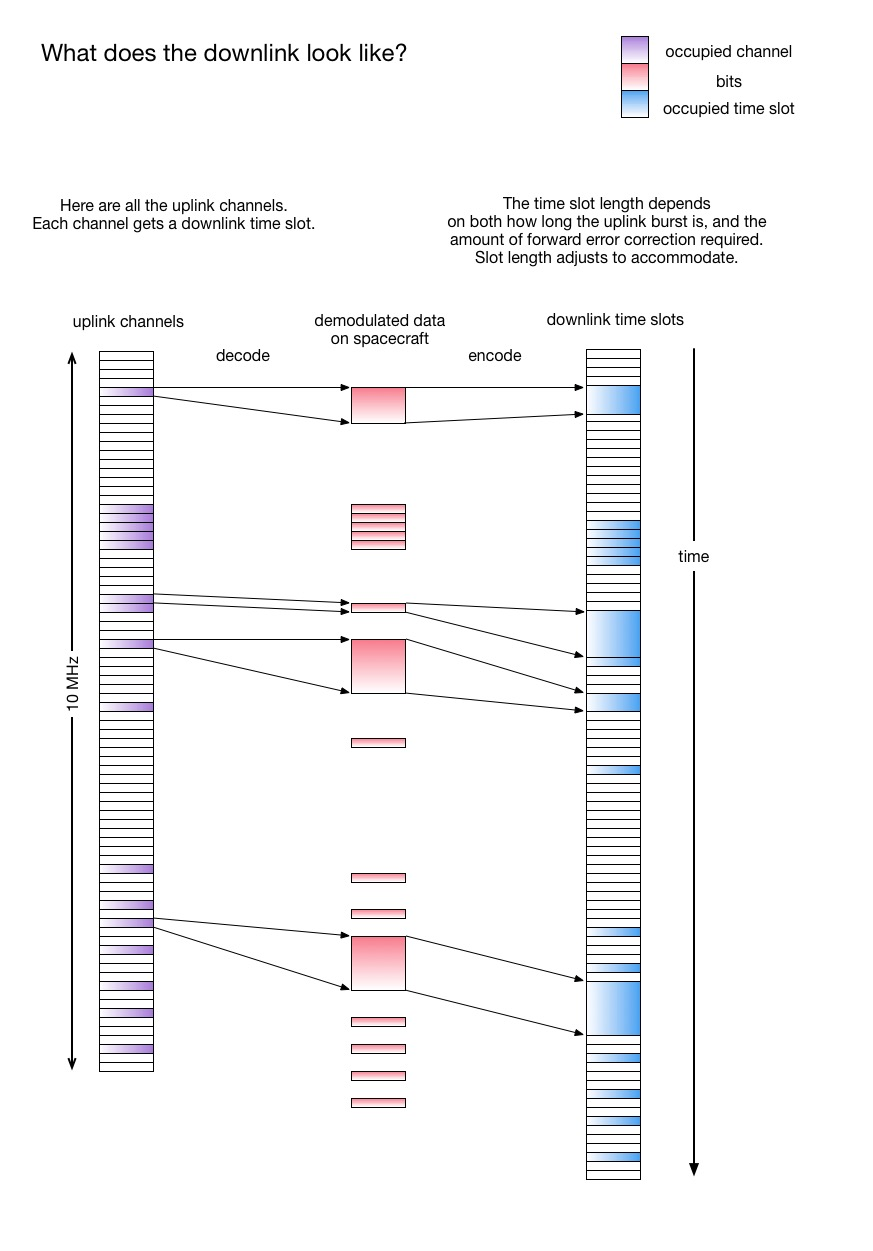 What does the downlink look like?
occupied channel
bits
occupied time slot
Here are all the uplink channels.
Each channel gets a downlink time slot.
The time slot length depends
on both how long the uplink burst is, and the
amount of forward error correction required.
Slot length adjusts to accommodate.
uplink channels
demodulated data
on spacecraft
downlink time slots
decode
encode
time
10 MHz